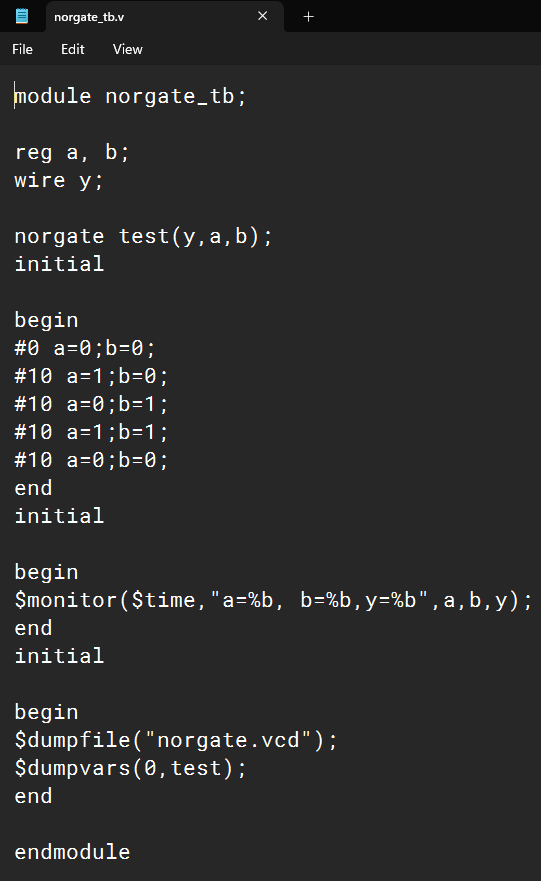 norgate_tb.v
File Edit View
module norgate_tb;
reg a, b;
wire y;
norgate test(y,a,b);
initial
begin
#0 a=0;b=0;
#10 a=1;b=0;
#10 a=0;b=1;
#10 a=1;b=1;
#10 a=0;b=0;
end
initial
begin
$monitor($time,"a=%b, b=%b,y=%b",a,b,y);
end
initial
begin
$dumpfile("norgate.vcd");
$dumpvars(0,test);
end
endmodule